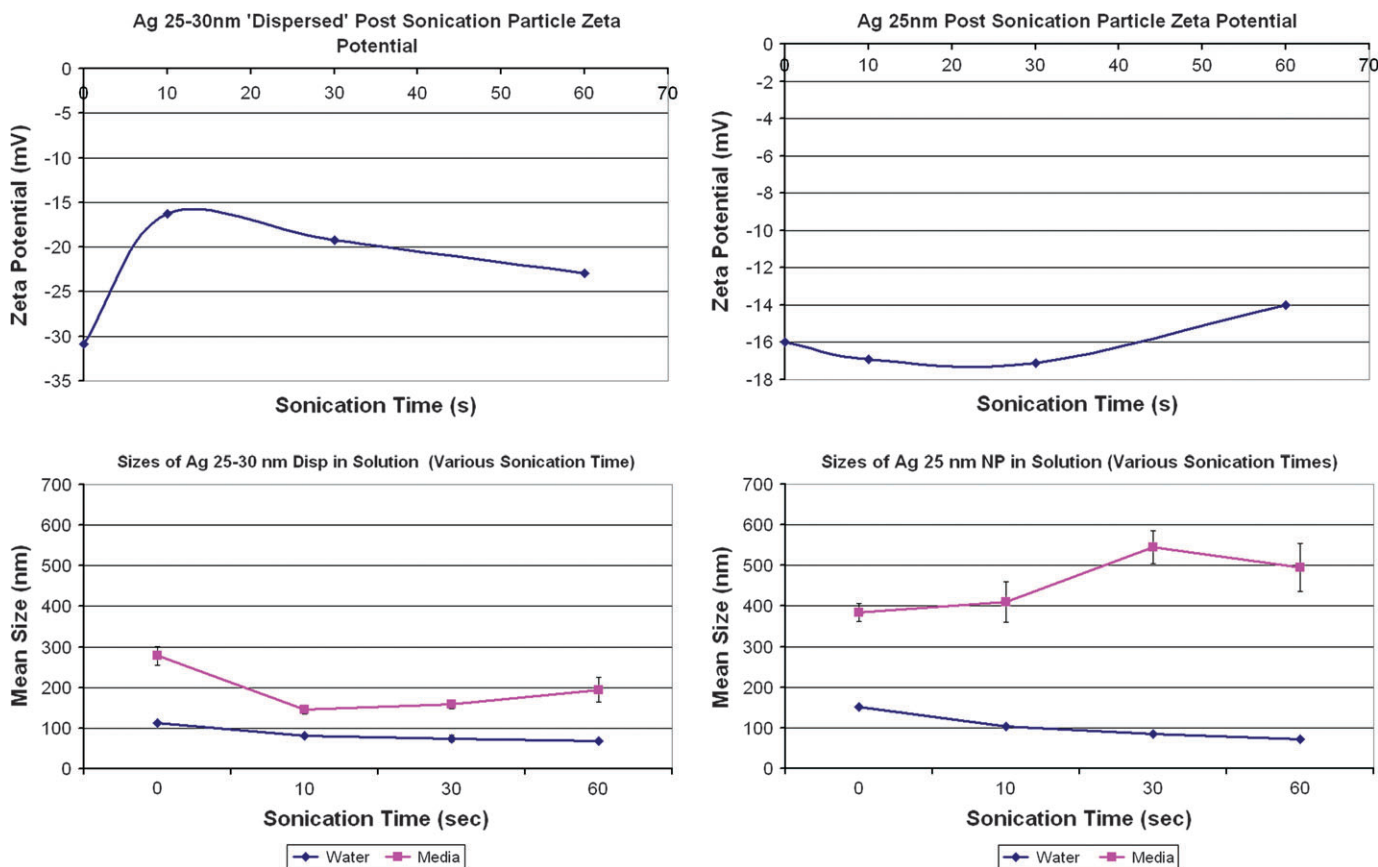 Ag 25-30nm 'Dispersed' Post Sonication Particle Zeta
Potential
0
0 10 20 30 40 50 60 70
-5
-10
-15
-20
-25
-30
-35
Zeta Potential (mV)
Sonication Time (s)
Ag 25nm Post Sonication Particle Zeta Potential
0
0 10 20 30 40 50 60 70
-2
-4
-6
-8
-10
-12
-14
-16
-18
Zeta Potential (mV)
Sonication Time (s)
Sizes of Ag 25-30 nm Disp in Solution (Various Sonication Time)
700
600
500
400
300
200
100
0
Mean Size (nm)
0 10 30 60
Sonication Time (sec)
Water Media
Sizes of Ag 25 nm NP in Solution (Various Sonication Times)
700
600
500
400
300
200
100
0
Mean Size (nm)
0 10 30 60
Sonication Time (sec)
Water Media